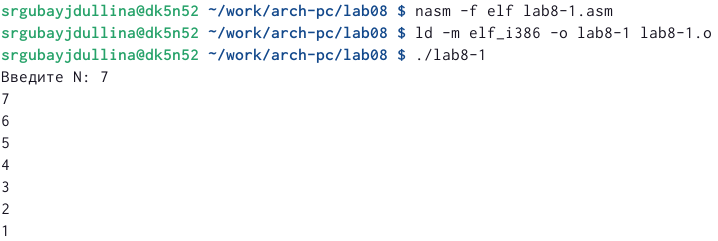 srgubayjdullina@dk5n52 ~/work/arch-pc/lab08 $ nasm -f elf lab8-1.asm
srgubayjdullina@dk5n52 ~/work/arch-pc/lab08 $ ld -m elf_i386 -o lab8-1 lab8-1.o
srgubayjdullina@dk5n52 ~/work/arch-pc/lab08 $ ./lab8-1
Введите N: 7
7
6
5
4
3
2
1